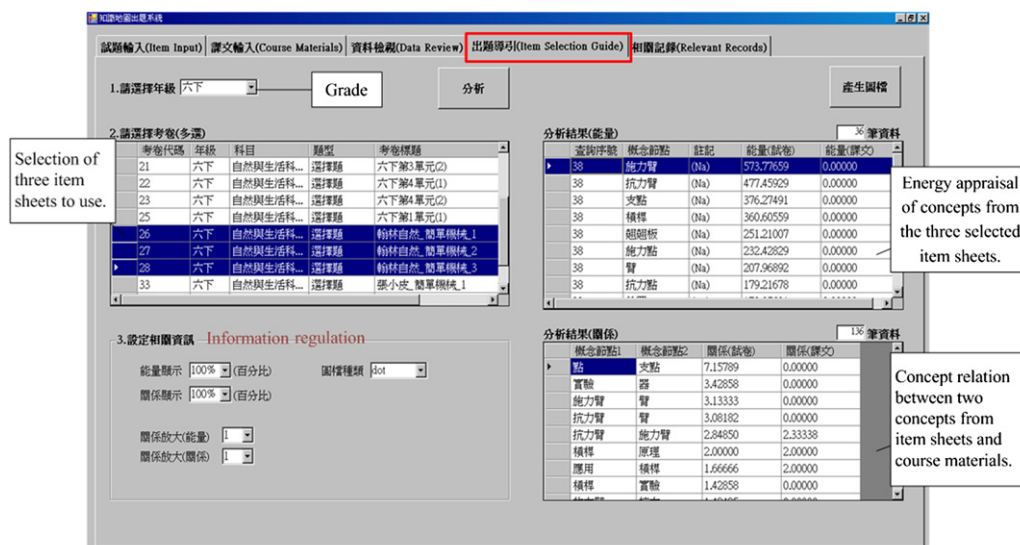 知識地圖出題系統
試題輸入(Item Input) 課文輸入(Course Materials) 資料檢視(Data Review) 出題導引(Item Selection Guide) 相關記錄(Relevant Records)
1.請選擇年級 六下 Grade 分析 產生圖檔
2.請選擇考卷(多選)
考卷代碼 年級 科目 題型 考卷標題
21 六下 自然與生活科... 選擇題 六下第3單元(2)
22 六下 自然與生活科... 選擇題 六下第4單元(1)
23 六下 自然與生活科... 選擇題 六下第4單元(2)
25 六下 自然與生活科... 選擇題 六下第1單元(1)
26 六下 自然與生活科... 選擇題 翰林自然_簡單機械_1
27 六下 自然與生活科... 選擇題 翰林自然_簡單機械_2
28 六下 自然與生活科... 選擇題 翰林自然_簡單機械_3
33 六下 自然與生活科... 選擇題 張小皮_簡單機械_1
Selection of
three item
sheets to use.
分析結果(能量) 36 筆資料
查詢序號 概念節點 註記 能量(試卷) 能量(課文)
38 施力臂 (Na) 573.77659 0.00000
38 抗力臂 (Na) 477.45929 0.00000
38 支點 (Na) 376.27491 0.00000
38 槓桿 (Na) 360.60559 0.00000
38 翹翹板 (Na) 251.21007 0.00000
38 施力點 (Na) 232.42829 0.00000
38 臂 (Na) 207.96892 0.00000
38 抗力點 (Na) 179.21678 0.00000
Energy appraisal
of concepts from
the three selected
item sheets.
3.設定相關資訊 Information regulation
能量顯示 100% (百分比) 圖檔種類 dot
關係顯示 100% (百分比)
關係放大(能量) 1
關係放大(關係) 1
分析結果(關係) 136 筆資料
概念節點1 概念節點2 關係(試卷) 關係(課文)
點 支點 7.15789 0.00000
實驗 器 3.42858 0.00000
施力臂 臂 3.13333 0.00000
抗力臂 臂 3.08182 0.00000
抗力臂 施力臂 2.84850 2.33338
槓桿 原理 2.00000 2.00000
應用 槓桿 1.66666 2.00000
槓桿 實驗 1.42858 0.00000
Concept relation
between two
concepts from
item sheets and
course materials.